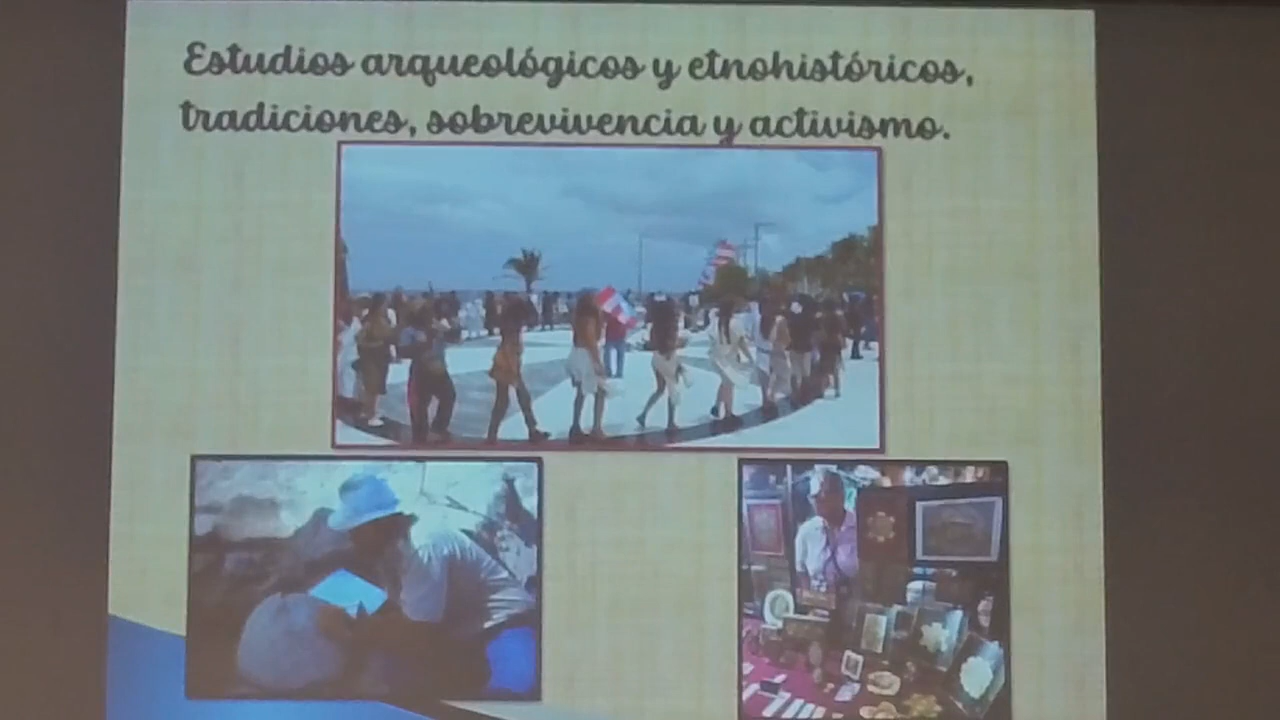 Estudios arqueológicos y etnohistóricos,
tradiciones, sobrevivencia y activismo.